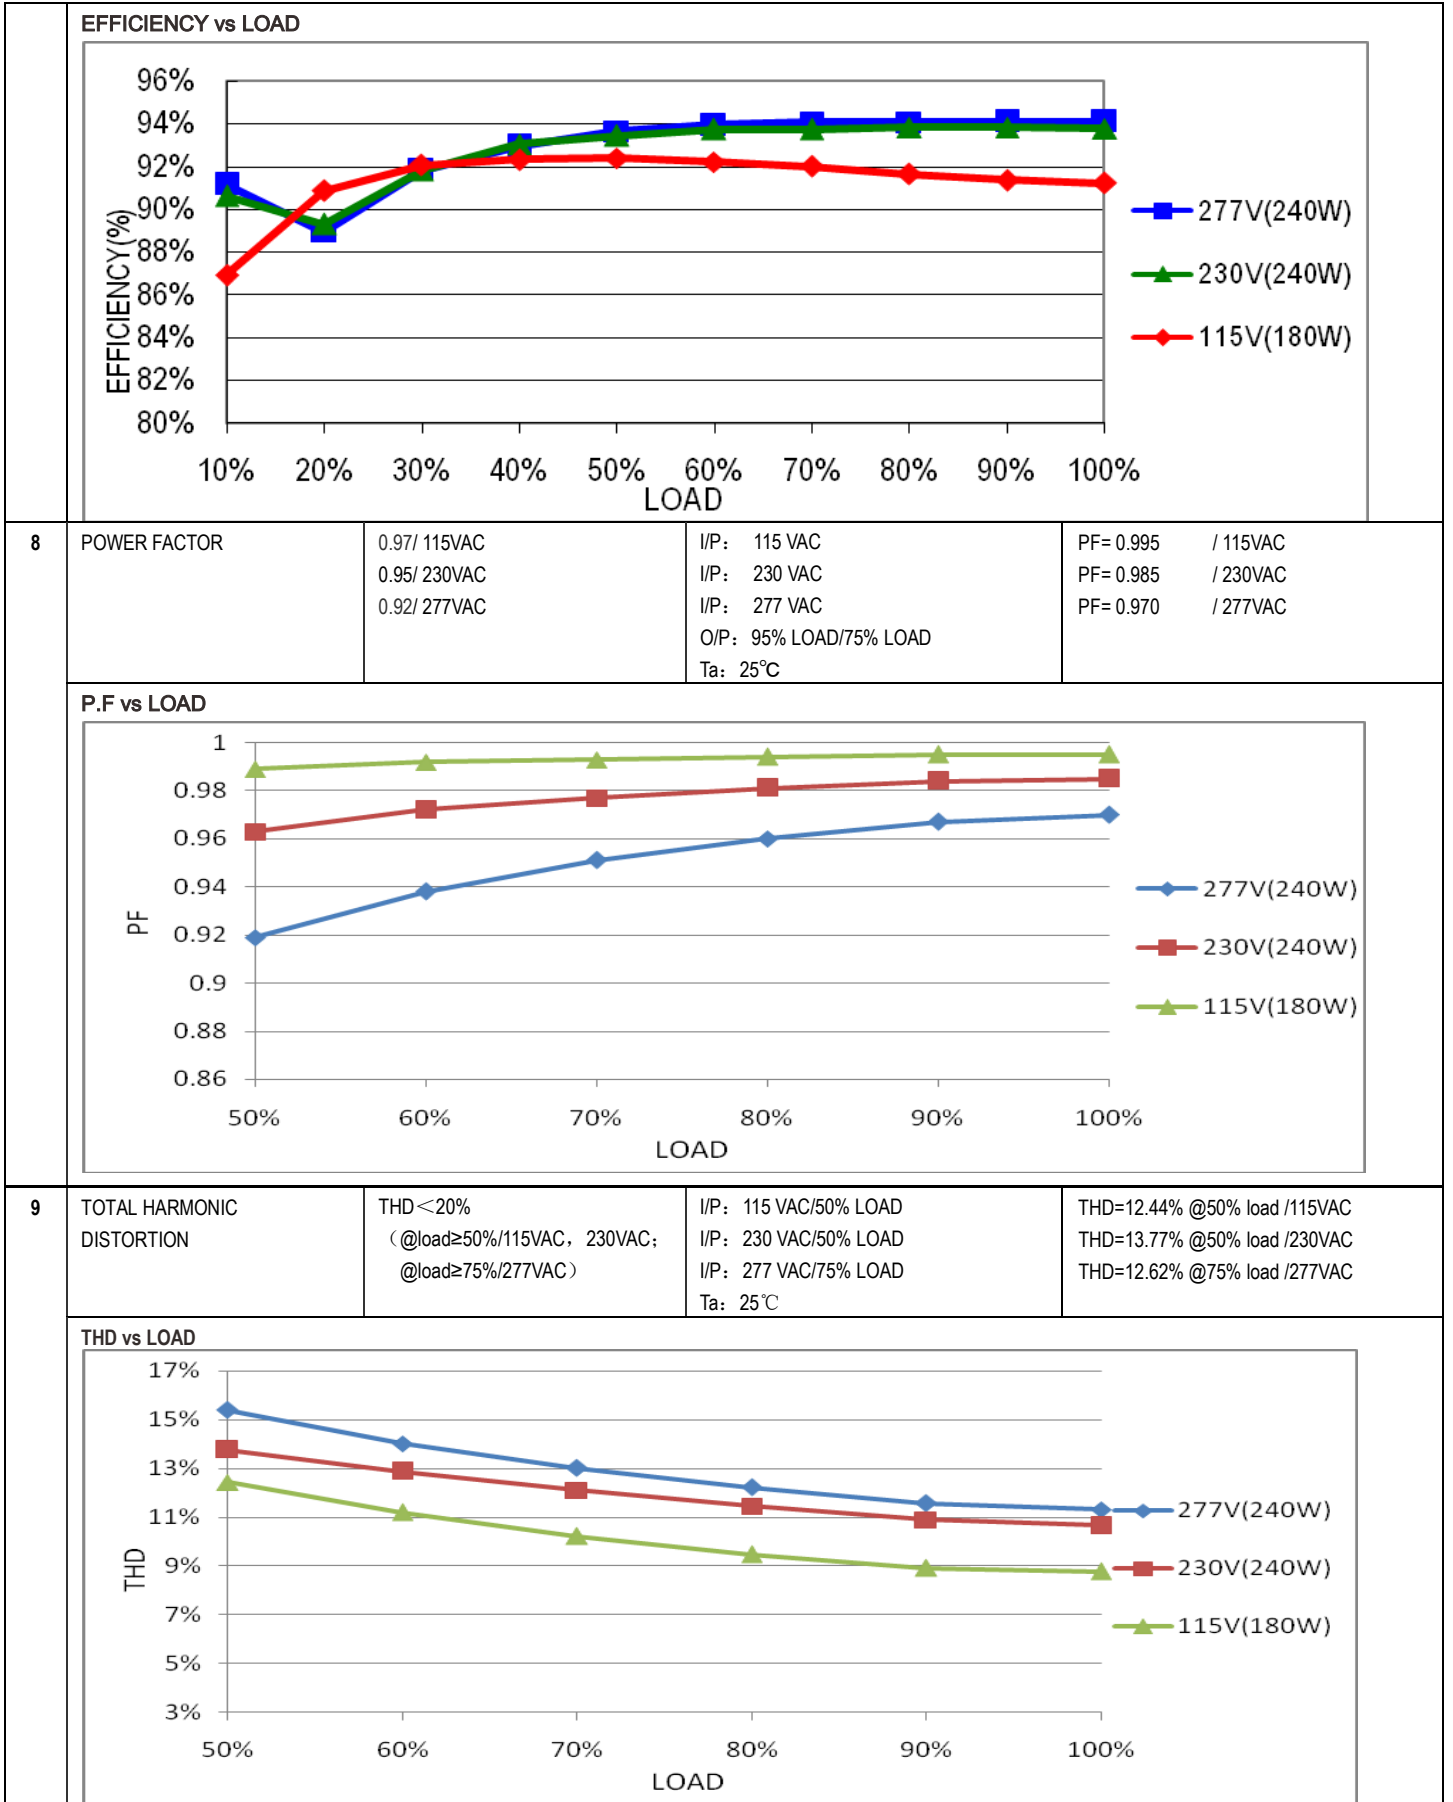 EFFICIENCY vs LOAD
96%
94%
92%
90%
88%
86%
84%
82%
80%
EFFICIENCY(%)
10% 20% 30% 40% 50% 60% 70% 80% 90% 100%
LOAD
277V(240W)
230V(240W)
115V(180W)
8 POWER FACTOR 0.97/ 115VAC I/P： 115 VAC PF= 0.995 / 115VAC
0.95/ 230VAC I/P： 230 VAC PF= 0.985 / 230VAC
0.92/ 277VAC I/P： 277 VAC PF= 0.970 / 277VAC
O/P：95% LOAD/75% LOAD
Ta：25℃
P.F vs LOAD
1
0.98
0.96
0.94
0.92
0.9
0.88
0.86
PF
50% 60% 70% 80% 90% 100%
LOAD
277V(240W)
230V(240W)
115V(180W)
9 TOTAL HARMONIC THD＜20% I/P：115 VAC/50% LOAD THD=12.44% @50% load /115VAC
DISTORTION （@load≥50%/115VAC，230VAC； I/P：230 VAC/50% LOAD THD=13.77% @50% load /230VAC
@load≥75%/277VAC） I/P：277 VAC/75% LOAD THD=12.62% @75% load /277VAC
Ta：25℃
THD vs LOAD
17%
15%
13%
11%
9%
7%
5%
3%
THD
50% 60% 70% 80% 90% 100%
LOAD
277V(240W)
230V(240W)
115V(180W)